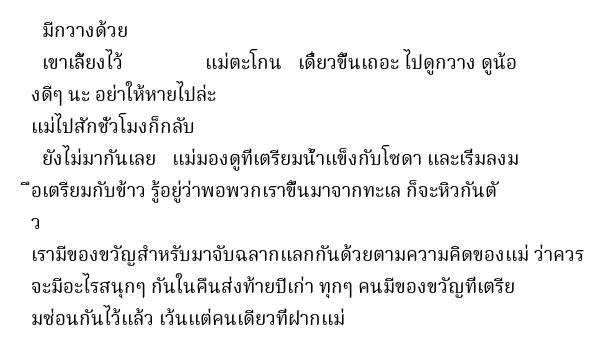 มีกวางด้วย
เขาเลี้ยงไว้ แม่ตะโกน เดี๋ยวขึ้นเถอะ ไปดูกวาง ดูน้อ
งดีๆ นะ อย่าให้หายไปล่ะ
แม่ไปสักชั่วโมงก็กลับ
ยังไม่มากันเลย แม่มองดูที่เตรียมน้ำแข็งกับโซดา และเริ่มลงม
ือเตรียมกับข้าว รู้อยู่ว่าพอพวกเราขึ้นมาจากทะเล ก็จะหิวกันตั
ว
เรามีของขวัญสำหรับมาจับฉลากแลกกันด้วยตามความคิดของแม่ ว่าควร
จะมีอะไรสนุกๆ กันในคืนส่งท้ายปีเก่า ทุกๆ คนมีของขวัญที่เตรีย
มซ่อนกันไว้แล้ว เว้นแต่คนเดียวที่ฝากแม่